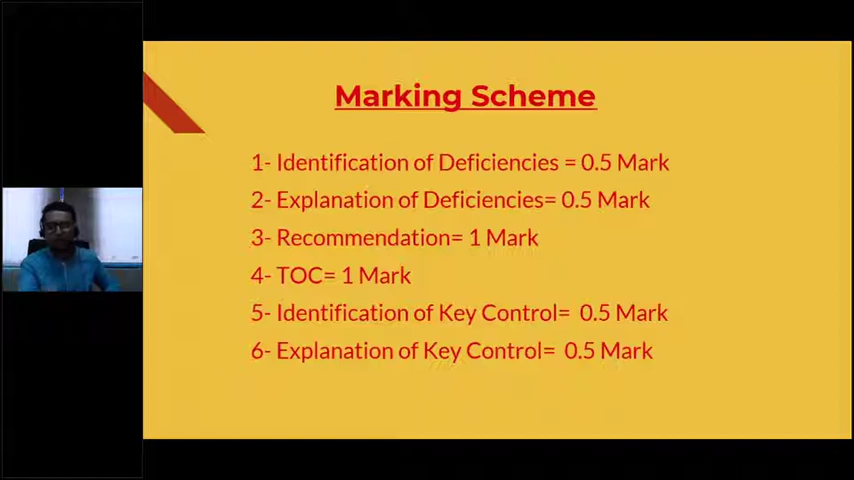 Marking Scheme
1- Identification of Deficiencies = 0.5 Mark
2- Explanation of Deficiencies= 0.5 Mark
3- Recommendation= 1 Mark
4- TOC= 1 Mark
5- Identification of Key Control=  0.5 Mark
6- Explanation of Key Control=  0.5 Mark